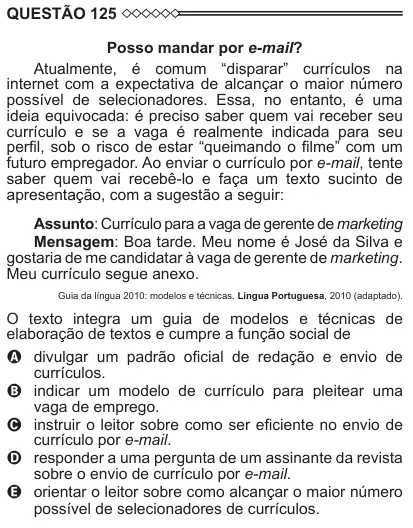 QUESTÃO 125
Posso mandar por e-mail?
Atualmente, é comum “disparar” currículos na
internet com a expectativa de alcançar o maior número
possível de selecionadores. Essa, no entanto, é uma
ideia equivocada: é preciso saber quem vai receber seu
currículo e se a vaga é realmente indicada para seu
perfil, sob o risco de estar “queimando o filme” com um
futuro empregador. Ao enviar o currículo por e-mail, tente
saber quem vai recebê-lo e faça um texto sucinto de
apresentação, com a sugestão a seguir:
Assunto: Currículo para a vaga de gerente de marketing
Mensagem: Boa tarde. Meu nome é José da Silva e
gostaria de me candidatar à vaga de gerente de marketing.
Meu currículo segue anexo.
Guia da língua 2010: modelos e técnicas. Língua Portuguesa, 2010 (adaptado).
O texto integra um guia de modelos e técnicas de
elaboração de textos e cumpre a função social de
A divulgar um padrão oficial de redação e envio de
currículos.
B indicar um modelo de currículo para pleitear uma
vaga de emprego.
C instruir o leitor sobre como ser eficiente no envio de
currículo por e-mail.
D responder a uma pergunta de um assinante da revista
sobre o envio de currículo por e-mail.
E orientar o leitor sobre como alcançar o maior número
possível de selecionadores de currículos.